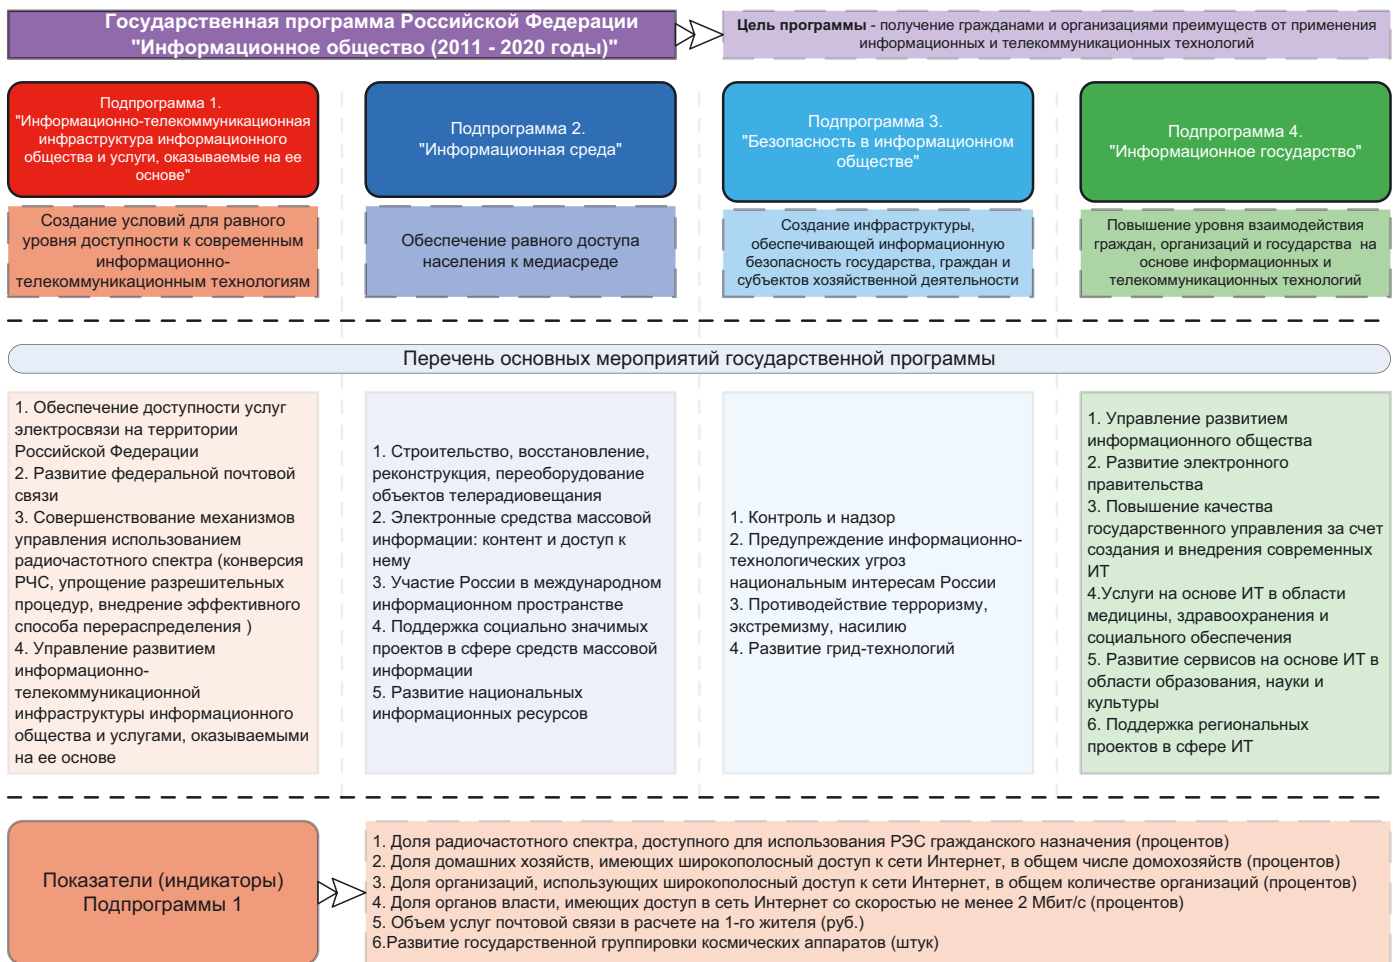 Государственная программа Российской Федерации
"Информационное общество (2011 - 2020 годы)"
Цель программы - получение гражданами и организациями преимуществ от применения
информационных и телекоммуникационных технологий
Подпрограмма 1.
"Информационно-телекоммуникационная
инфраструктура информационного
общества и услуги, оказываемые на ее
основе"
Подпрограмма 2.
"Информационная среда"
Подпрограмма 3.
"Безопасность в информационном
обществе"
Подпрограмма 4.
"Информационное государство"
Создание условий для равного
уровня доступности к современным
информационно-
телекоммуникационным технологиям
Обеспечение равного доступа
населения к медиасреде
Создание инфраструктуры,
обеспечивающей информационную
безопасность государства, граждан и
субъектов хозяйственной деятельности
Повышение уровня взаимодействия
граждан, организаций и государства на
основе информационных и
телекоммуникационных технологий
Перечень основных мероприятий государственной программы
1. Обеспечение доступности услуг
электросвязи на территории
Российской Федерации
2. Развитие федеральной почтовой
связи
3. Совершенствование механизмов
управления использованием
радиочастотного спектра (конверсия
РЧС, упрощение разрешительных
процедур, внедрение эффективного
способа перераспределения )
4. Управление развитием
информационно-
телекоммуникационной
инфраструктуры информационного
общества и услугами, оказываемыми
на ее основе
1. Строительство, восстановление,
реконструкция, переоборудование
объектов телерадиовещания
2. Электронные средства массовой
информации: контент и доступ к
нему
3. Участие России в международном
информационном пространстве
4. Поддержка социально значимых
проектов в сфере средств массовой
информации
5. Развитие национальных
информационных ресурсов
1. Контроль и надзор
2. Предупреждение информационно-
технологических угроз
национальным интересам России
3. Противодействие терроризму,
экстремизму, насилию
4. Развитие грид-технологий
1. Управление развитием
информационного общества
2. Развитие электронного
правительства
3. Повышение качества
государственного управления за счет
создания и внедрения современных
ИТ
4.Услуги на основе ИТ в области
медицины, здравоохранения и
социального обеспечения
5. Развитие сервисов на основе ИТ в
области образования, науки и
культуры
6. Поддержка региональных
проектов в сфере ИТ
Показатели (индикаторы)
Подпрограммы 1
1. Доля радиочастотного спектра, доступного для использования РЭС гражданского назначения (процентов)
2. Доля домашних хозяйств, имеющих широкополосный доступ к сети Интернет, в общем числе домохозяйств (процентов)
3. Доля организаций, использующих широкополосный доступ к сети Интернет, в общем количестве организаций (процентов)
4. Доля органов власти, имеющих доступ в сеть Интернет со скоростью не менее 2 Мбит/с (процентов)
5. Объем услуг почтовой связи в расчете на 1-го жителя (руб.)
6.Развитие государственной группировки космических аппаратов (штук)